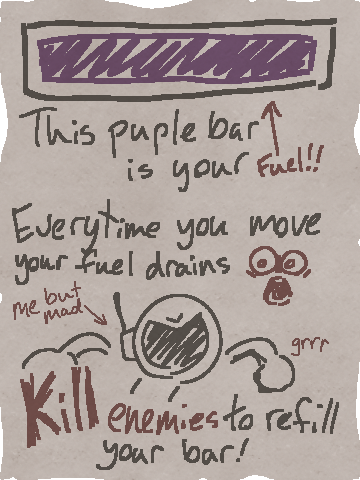 This puple bar
is your Fuel!!
Everytime you move
your fuel drains
me but
mad
grrr
Kill enemies to refill
your bar!